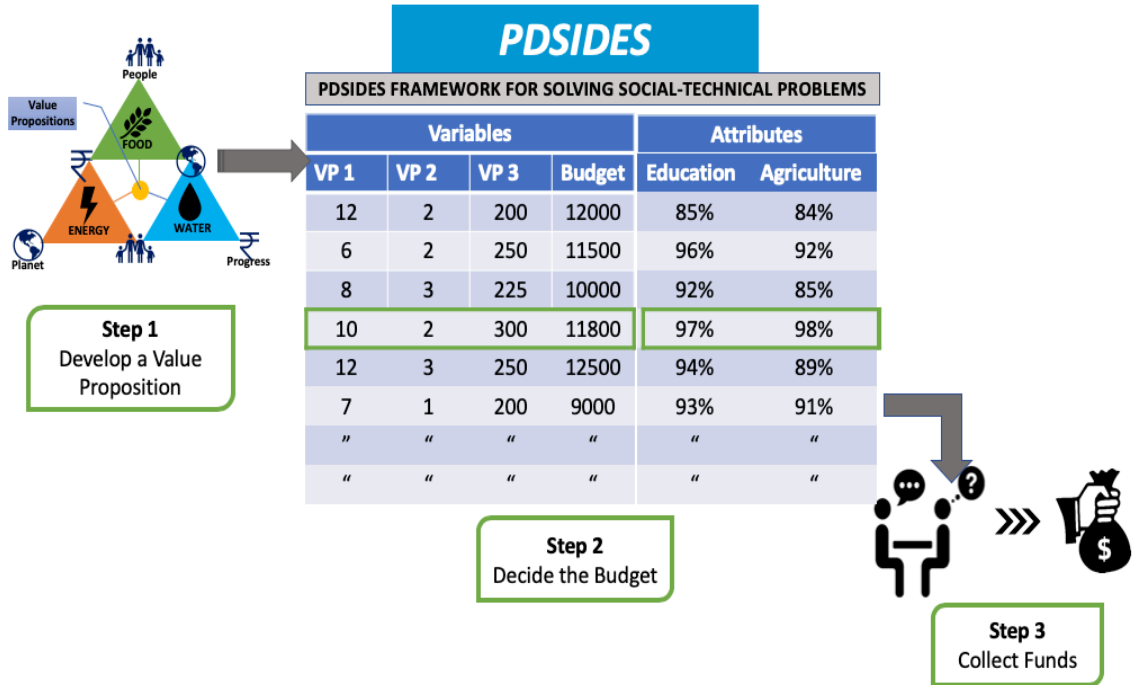 PDSIDES
PDSIDES FRAMEWORK FOR SOLVING SOCIAL-TECHNICAL PROBLEMS
People
Value
Propositions
FOOD
₹
ENERGY
WATER
Planet
₹
Progress
Step 1
Develop a Value
Proposition
Variables Attributes
VP 1 VP 2 VP 3 Budget Education Agriculture
12 2 200 12000 85% 84%
6 2 250 11500 96% 92%
8 3 225 10000 92% 85%
10 2 300 11800 97% 98%
12 3 250 12500 94% 89%
7 1 200 9000 93% 91%
” “ “ “ “ “
“ “ “ “ “ “
Step 2
Decide the Budget
?
$
Step 3
Collect Funds